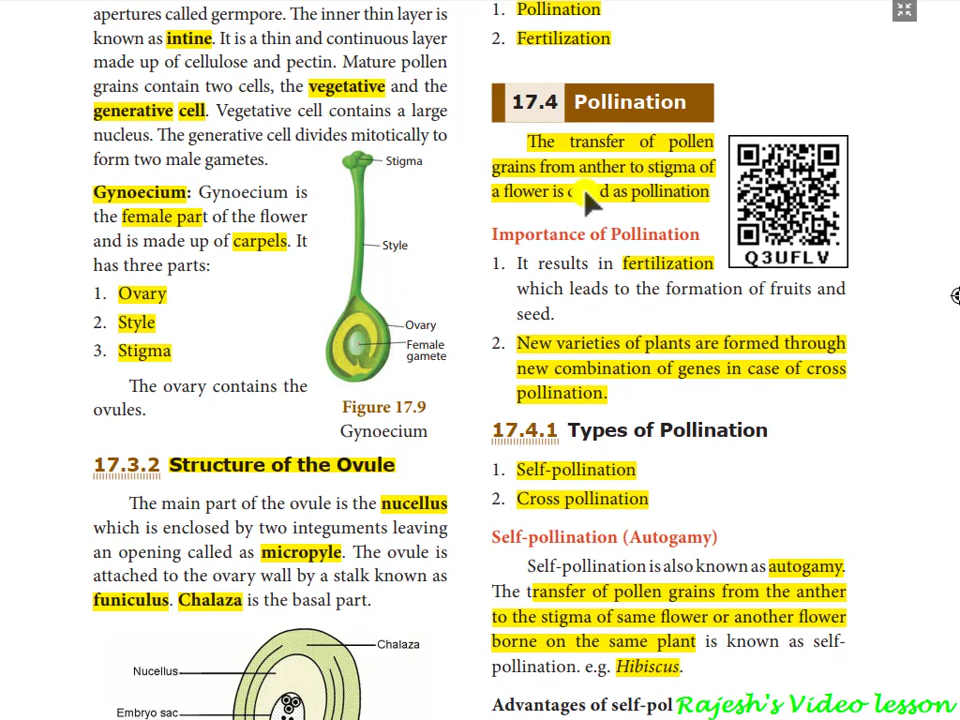 apertures called germpore. The inner thin layer is
known as intine. It is a thin and continuous layer
made up of cellulose and pectin. Mature pollen
grains contain two cells, the vegetative and the
generative cell. Vegetative cell contains a large
nucleus. The generative cell divides mitotically to
form two male gametes.
Gynoecium: Gynoecium is
the female part of the flower
and is made up of carpels. It
has three parts:
1. Ovary
2. Style
3. Stigma
The ovary contains the
ovules.
Stigma
Style
Ovary
Female
gamete
Figure 17.9
Gynoecium
17.3.2 Structure of the Ovule
The main part of the ovule is the nucellus
which is enclosed by two integuments leaving
an opening called as micropyle. The ovule is
attached to the ovary wall by a stalk known as
funiculus. Chalaza is the basal part.
Chalaza
Nucellus
Embryo sac
1. Pollination
2. Fertilization
17.4 Pollination
The transfer of pollen
grains from anther to stigma of
a flower is as pollination
Q3UFLV
Importance of Pollination
1. It results in fertilization
which leads to the formation of fruits and
seed.
2. New varieties of plants are formed through
new combination of genes in case of cross
pollination.
17.4.1 Types of Pollination
1. Self-pollination
2. Cross pollination
Self-pollination (Autogamy)
Self-pollination is also known as autogamy.
The transfer of pollen grains from the anther
to the stigma of same flower or another flower
borne on the same plant is known as self-
pollination. e.g. Hibiscus.
Advantages of self-pol
Rajesh's Video lesson